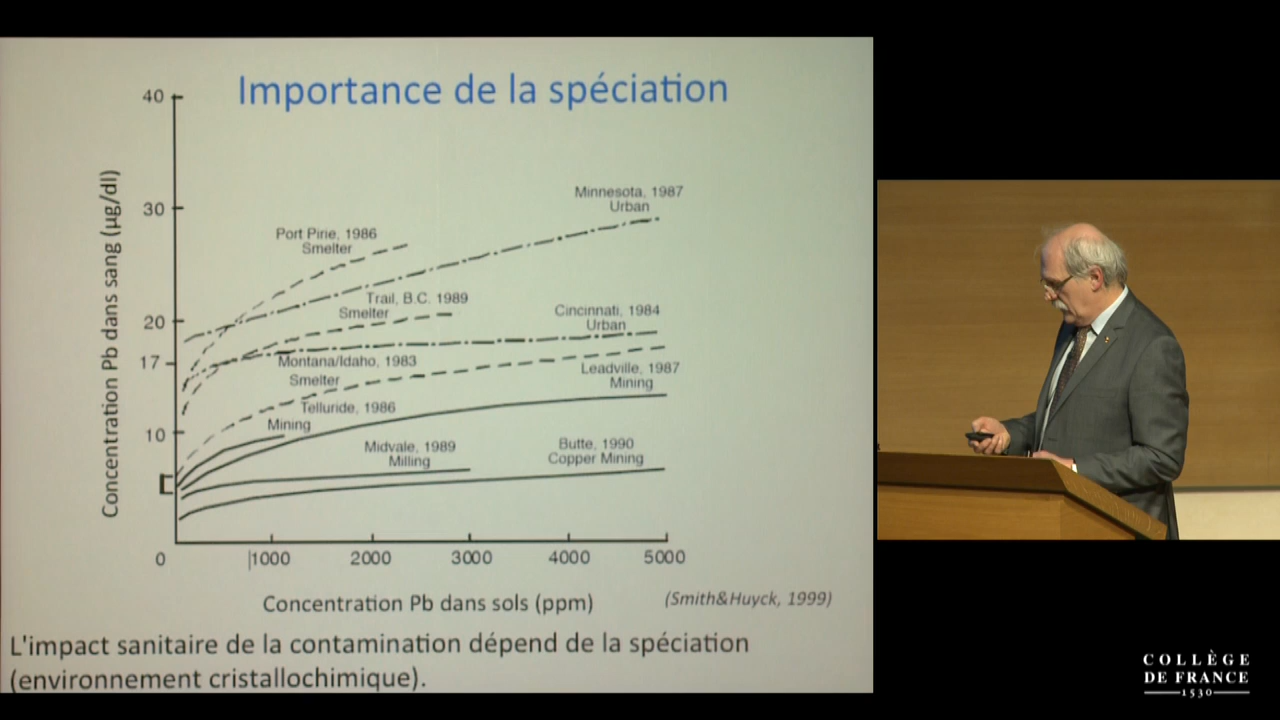 Importance de la spéciation
Concentration Pb dans sang (µg/dl)
40
30
20
17
10
0
Minnesota, 1987
Urban
Port Pirie, 1986
Smelter
Trail, B.C. 1989
Smelter
Cincinnati, 1984
Urban
Montana/Idaho, 1983
Smelter
Leadville, 1987
Mining
Telluride, 1986
Mining
Midvale, 1989
Milling
Butte, 1990
Copper Mining
1000
2000
3000
4000
5000
Concentration Pb dans sols (ppm)
(Smith&Huyck, 1999)
L'impact sanitaire de la contamination dépend de la spéciation
(environnement cristallochimique).
COLLÈGE
DE FRANCE
1530